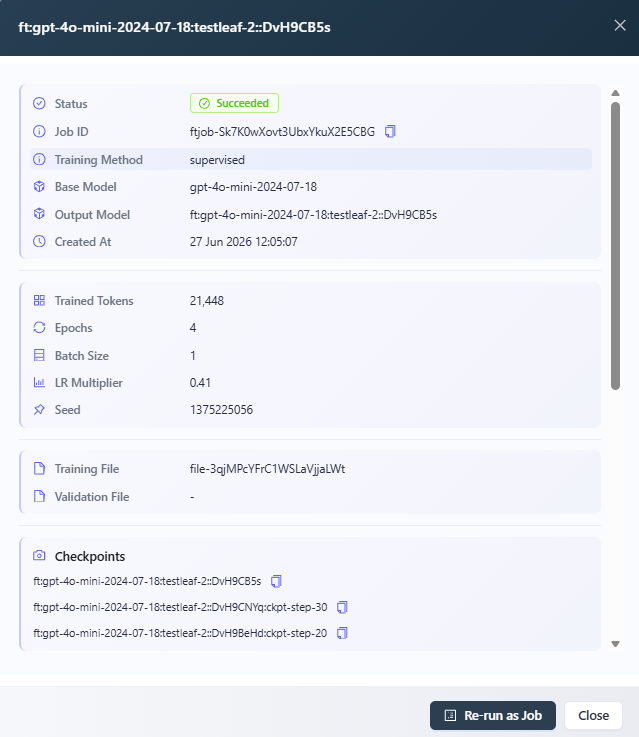 ft:gpt-4o-mini-2024-07-18:testleaf-2::DvH9CB5s
Status Succeeded
Job ID ftjob-Sk7K0wXovt3UbxYkuX2E5CBG
Training Method supervised
Base Model gpt-4o-mini-2024-07-18
Output Model ft:gpt-4o-mini-2024-07-18:testleaf-2::DvH9CB5s
Created At 27 Jun 2026 12:05:07
Trained Tokens 21,448
Epochs 4
Batch Size 1
LR Multiplier 0.41
Seed 1375225056
Training File file-3qjMPcYFrC1WSLaVjjaLWt
Validation File -
Checkpoints
ft:gpt-4o-mini-2024-07-18:testleaf-2::DvH9CB5s
ft:gpt-4o-mini-2024-07-18:testleaf-2::DvH9CNYq:ckpt-step-30
ft:gpt-4o-mini-2024-07-18:testleaf-2::DvH9BeHd:ckpt-step-20
Re-run as Job Close